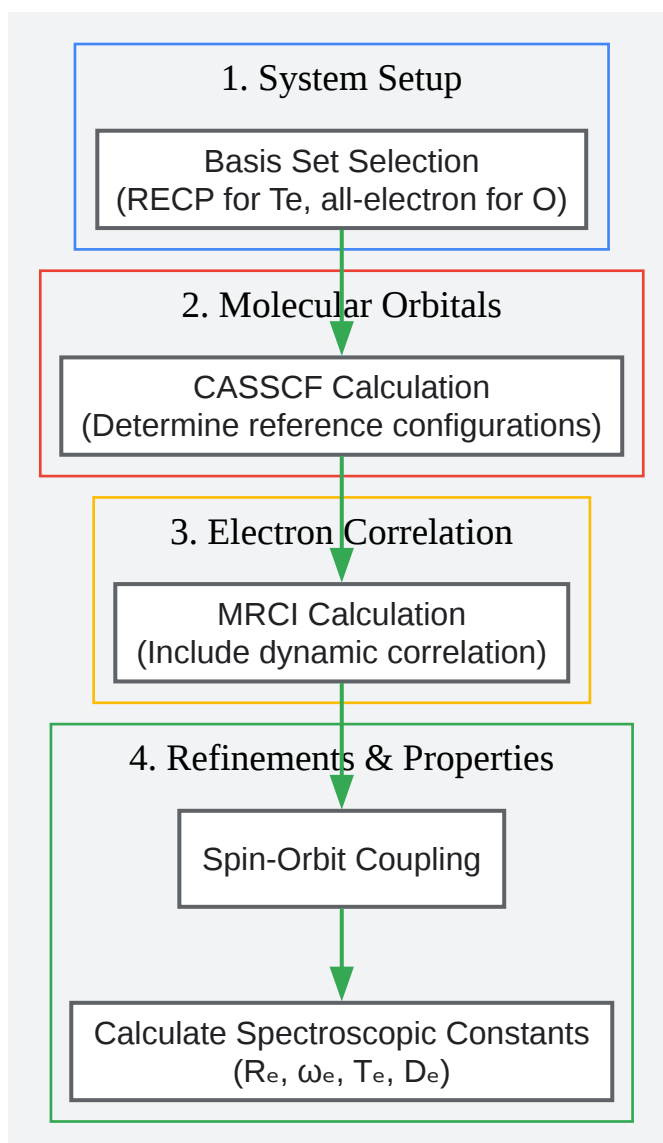 1. System Setup
Basis Set Selection
(RECP for Te, all-electron for O)
2. Molecular Orbitals
CASSCF Calculation
(Determine reference configurations)
3. Electron Correlation
MRCI Calculation
(Include dynamic correlation)
4. Refinements & Properties
Spin-Orbit Coupling
Calculate Spectroscopic Constants
(Rₑ, ωₑ, Tₑ, Dₑ)